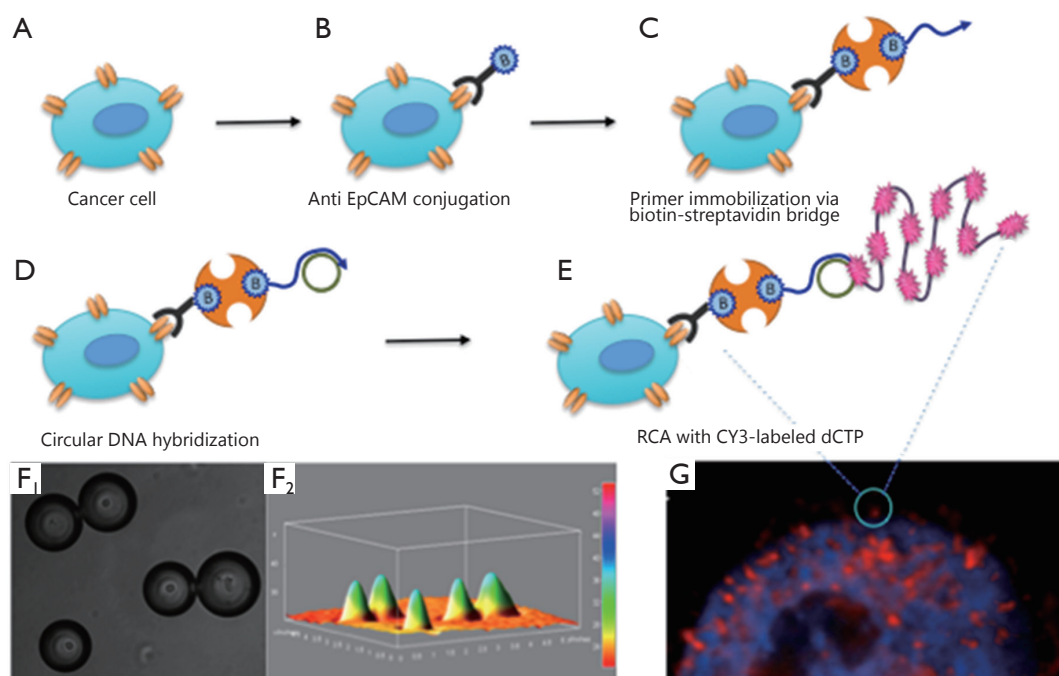 A
B
C
B
B
B
Cancer cell
Anti EpCAM conjugation
Primer immobilization via
biotin-streptavidin bridge
D
E
B
B
B
B
Circular DNA hybridization
RCA with CY3-labeled dCTP
F1
F2
G